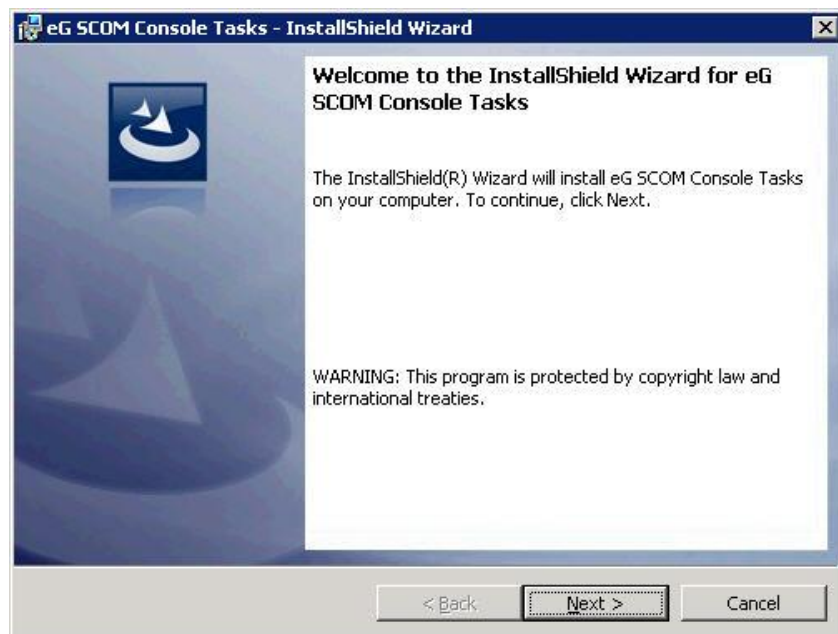 eG SCOM Console Tasks - InstallShield Wizard
Welcome to the InstallShield Wizard for eG
SCOM Console Tasks
The InstallShield(R) Wizard will install eG SCOM Console Tasks
on your computer. To continue, click Next.
WARNING: This program is protected by copyright law and
international treaties.
< Back
Next >
Cancel